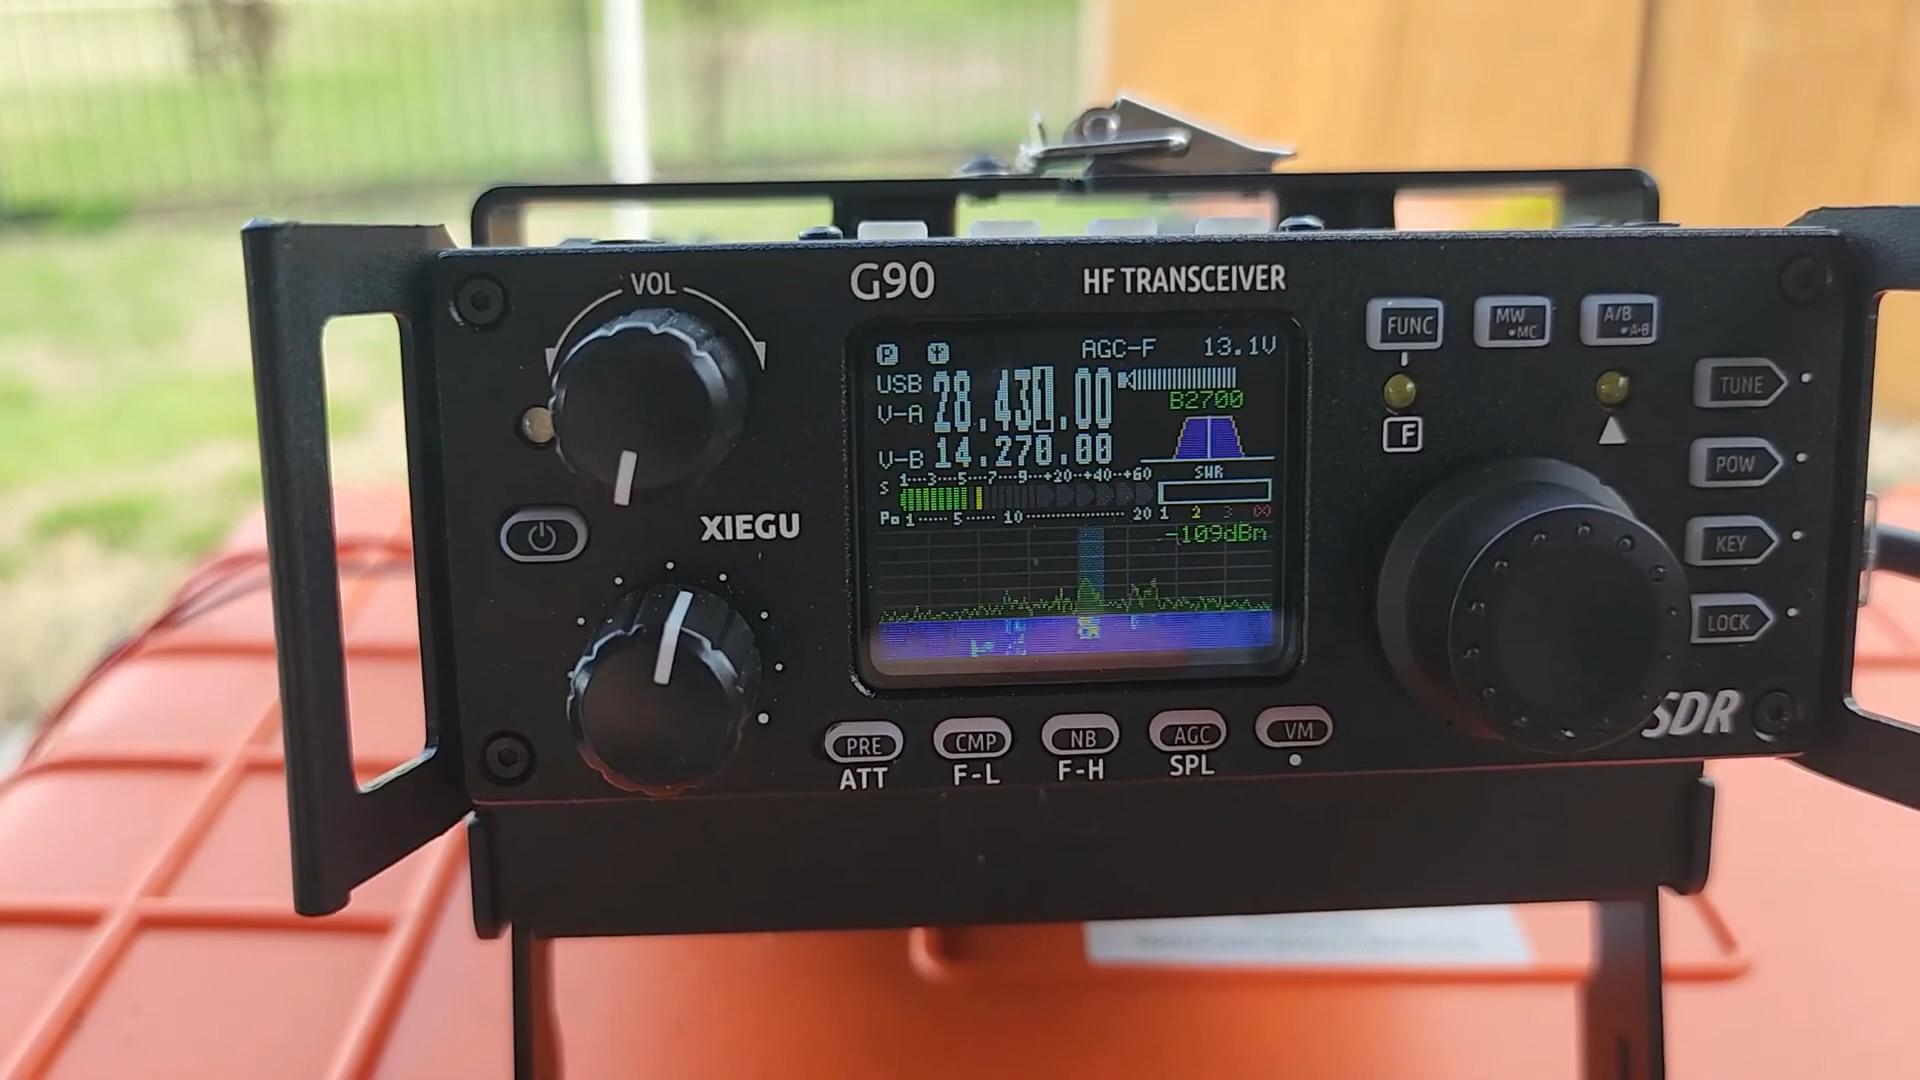 VOL
G90
HF TRANSCEIVER
FUNC
MW
•MC
A/B
•A=B
P
AGC-F
13.1V
USB
28.430.00
V-A
B2700
V-B
14.270.00
S
1···3···5···7···9··+20··+40··+60
SWR
Po
1······5······10···············20
1 2 3 ∞
-109dBm
F
TUNE
POW
KEY
LOCK
XIEGU
PRE
CMP
NB
AGC
VM
ATT
F-L
F-H
SPL
SDR